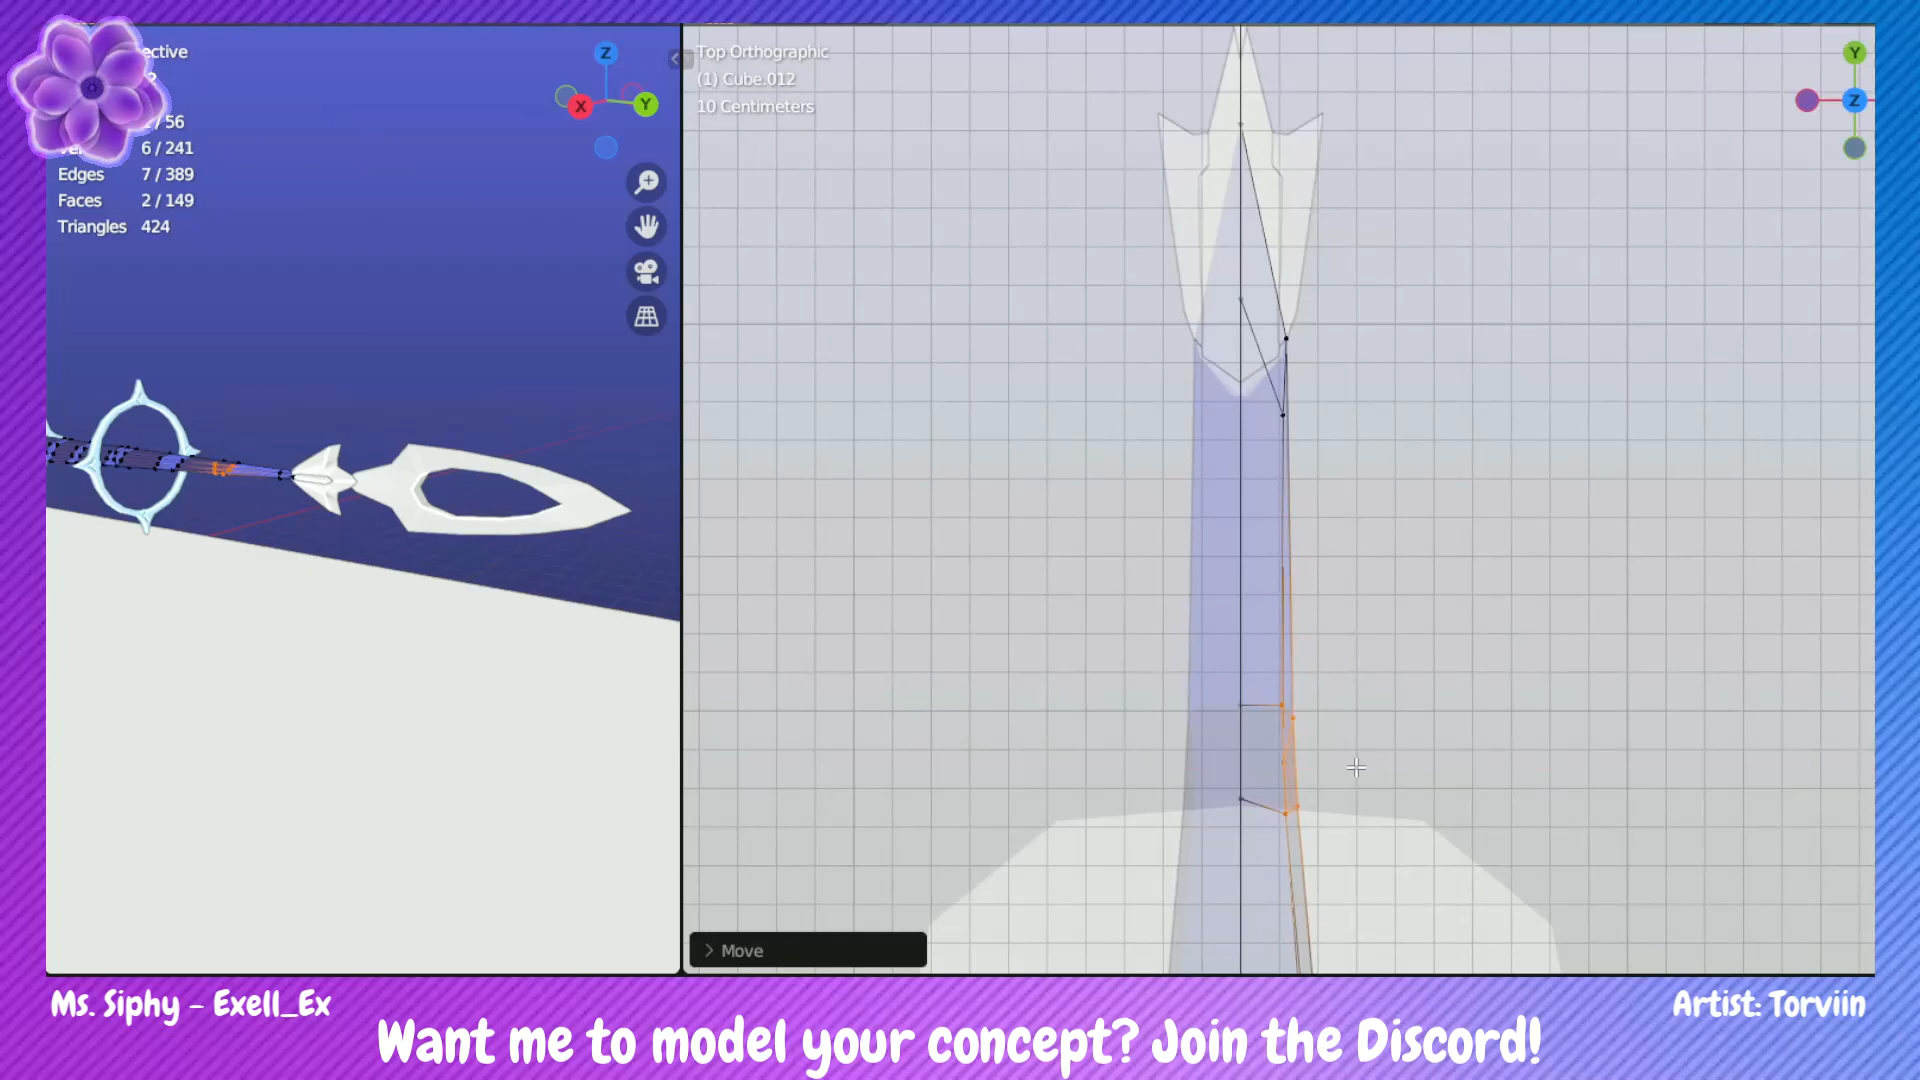 ective
Z
X
Y
/ 56
6 / 241
Edges 7 / 389
Faces 2 / 149
Triangles 424
Top Orthographic
(1) Cube.012
10 Centimeters
Y
Z
Move
Ms. Siphy - Exell_Ex
Artist: Torviin
Want me to model your concept? Join the Discord!